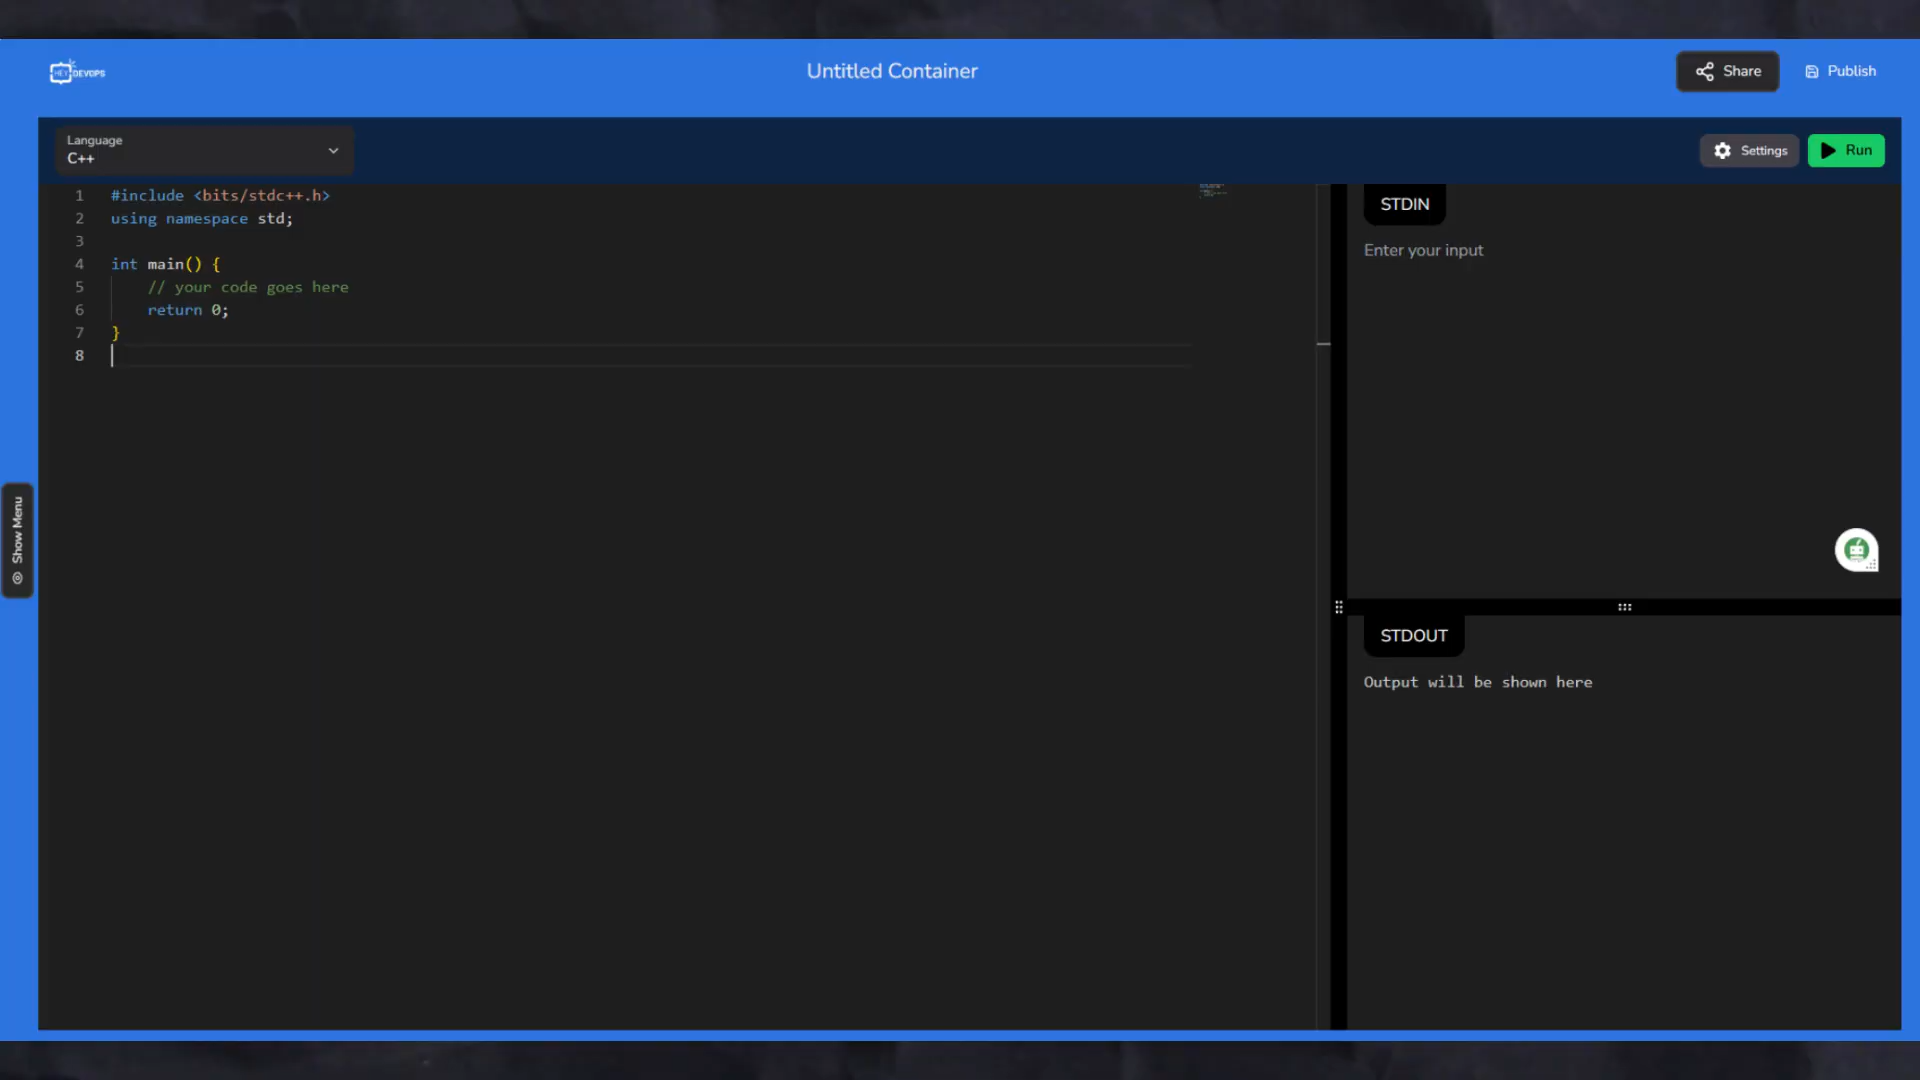 HEY DEVOPS
Untitled Container
Share
Publish
Language
C++
Settings
Run
1 #include <bits/stdc++.h>
2 using namespace std;
3
4 int main() {
5 // your code goes here
6 return 0;
7 }
8
STDIN
Enter your input
Show Menu
STDOUT
Output will be shown here